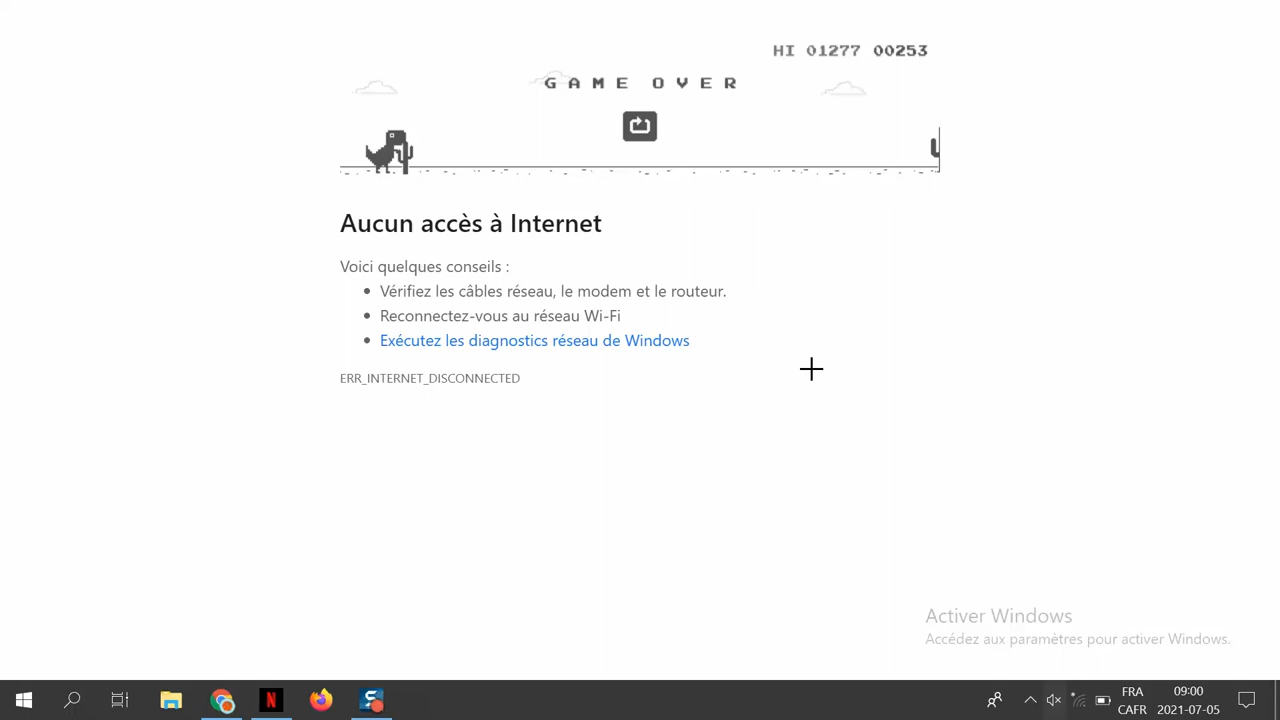 HI 01277 00253
GAME OVER
Aucun accès à Internet
Voici quelques conseils :
Vérifiez les câbles réseau, le modem et le routeur.
Reconnectez-vous au réseau Wi-Fi
Exécutez les diagnostics réseau de Windows
ERR_INTERNET_DISCONNECTED
Activer Windows
Accédez aux paramètres pour activer Windows.
N
S
FRA
CAFR
09:00
2021-07-05